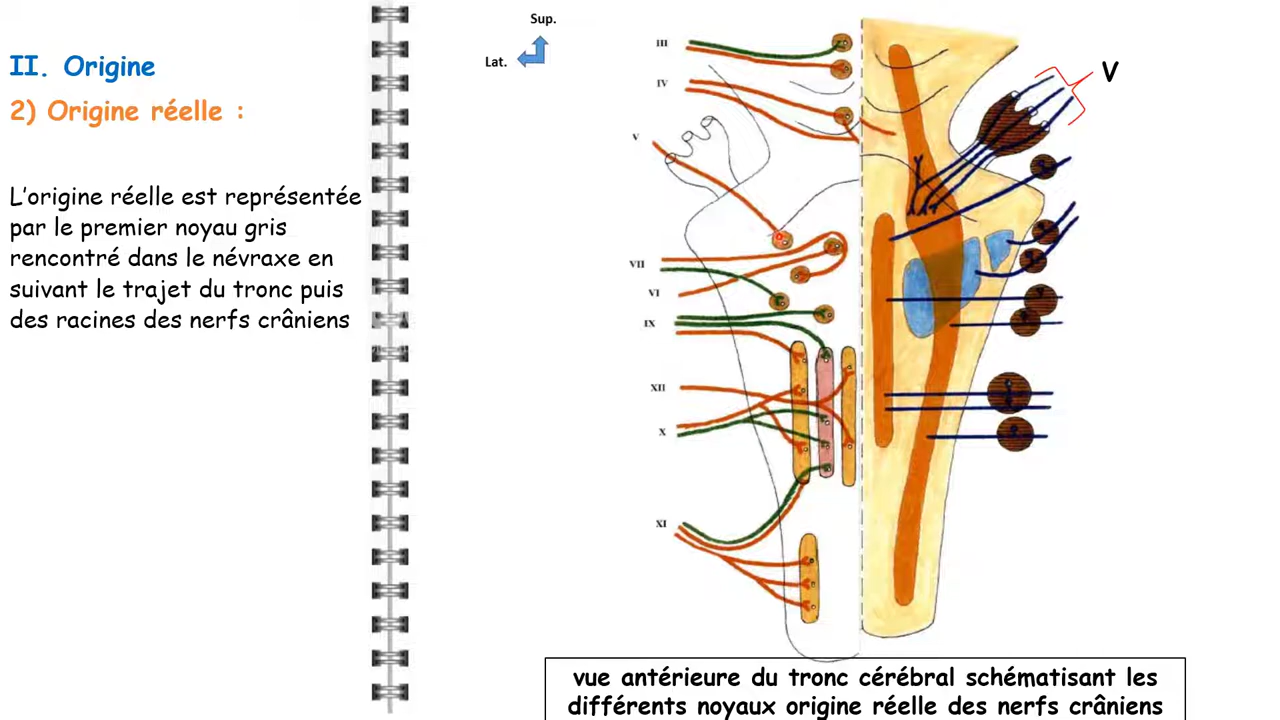 II. Origine
2) Origine réelle :
L'origine réelle est représentée
par le premier noyau gris
rencontré dans le névraxe en
suivant le trajet du tronc puis
des racines des nerfs crâniens
Sup.
Lat.
III
IV
V
VII
VI
IX
XII
X
XI
V
vue antérieure du tronc cérébral schématisant les
différents noyaux origine réelle des nerfs crâniens